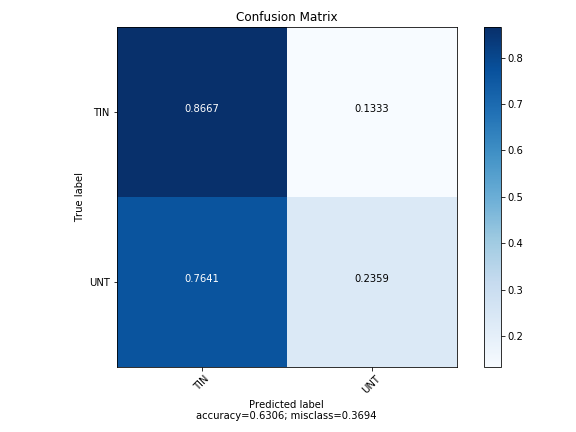 Confusion Matrix
TIN
0.8667
0.1333
0.8
0.7
0.6
0.5
0.4
0.3
0.2
True label
UNT
0.7641
0.2359
TIN
UNT
Predicted label
accuracy=0.6306; misclass=0.3694